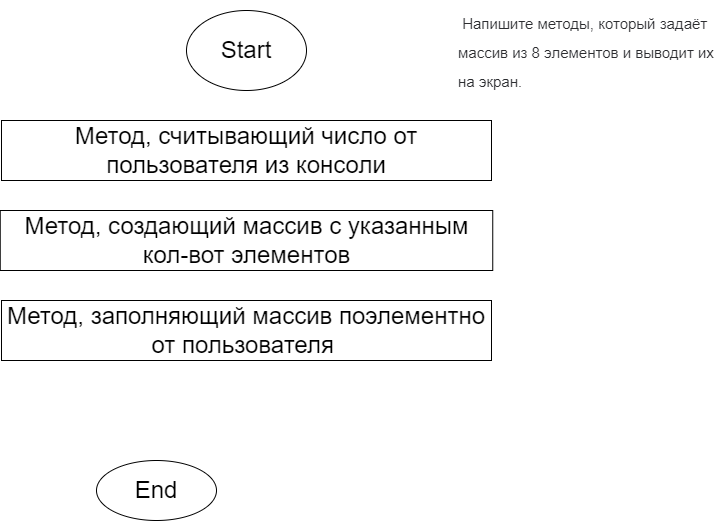 Start
Напишите методы, который задаёт
массив из 8 элементов и выводит их
на экран.
Метод, считывающий число от
пользователя из консоли
Метод, создающий массив с указанным
кол-вот элементов
Метод, заполняющий массив поэлементно
от пользователя
End